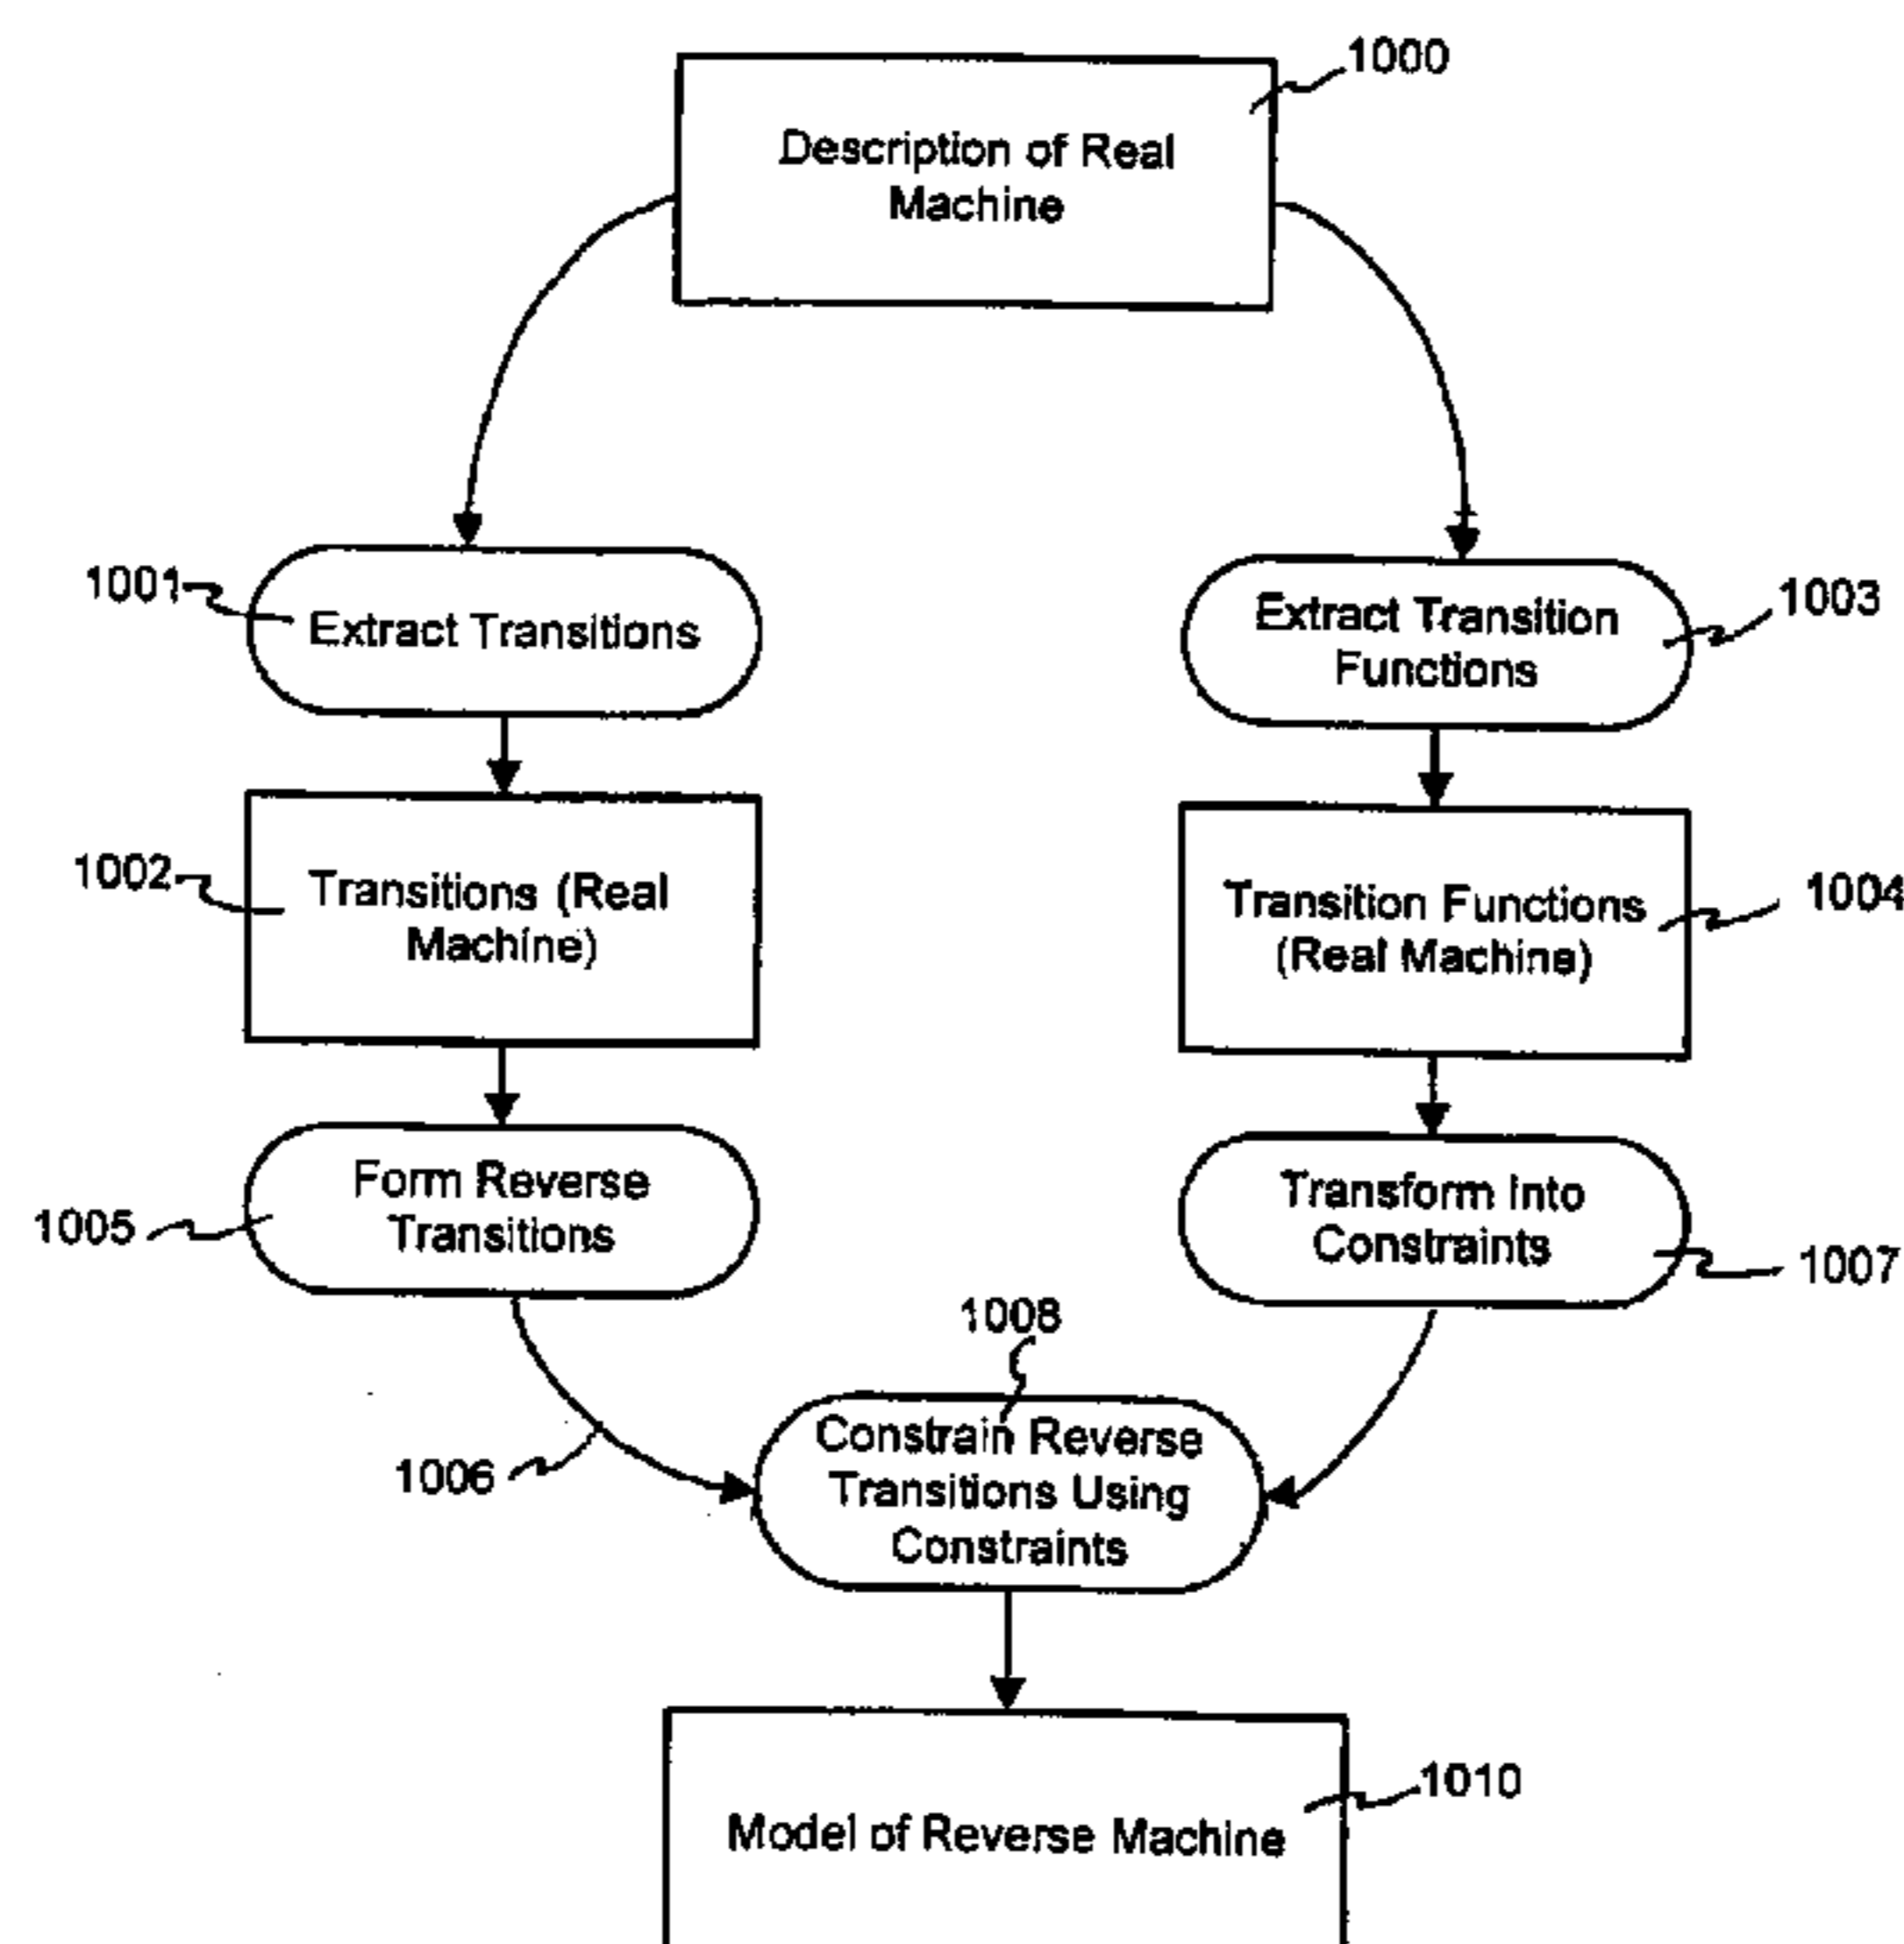 1000
Description of Real
Machine
1001
Extract Transitions
Extract Transition
Functions
1003
1002
Transitions (Real
Machine)
Transition Functions
(Real Machine)
1004
Form Reverse
Transitions
1005
Transform Into
Constraints
1007
1008
Constrain Reverse
Transitions Using
Constraints
1006
1010
Model of Reverse Machine